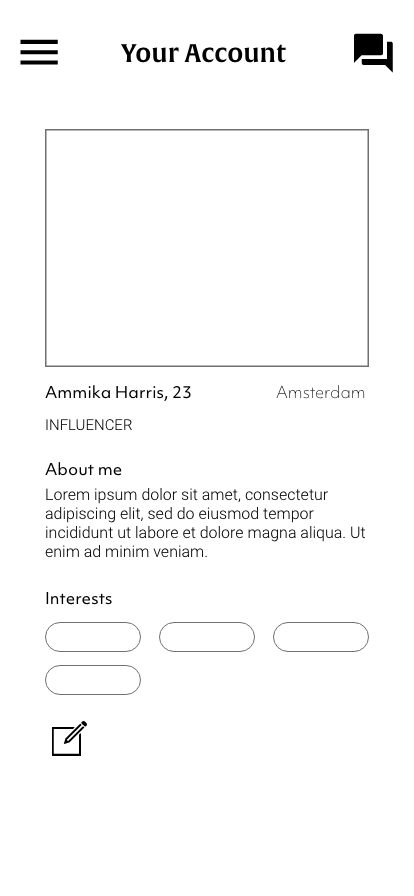 Your Account
Ammika Harris, 23 Amsterdam
INFLUENCER
About me
Lorem ipsum dolor sit amet, consectetur
adipiscing elit, sed do eiusmod tempor
incididunt ut labore et dolore magna aliqua. Ut
enim ad minim veniam.
Interests